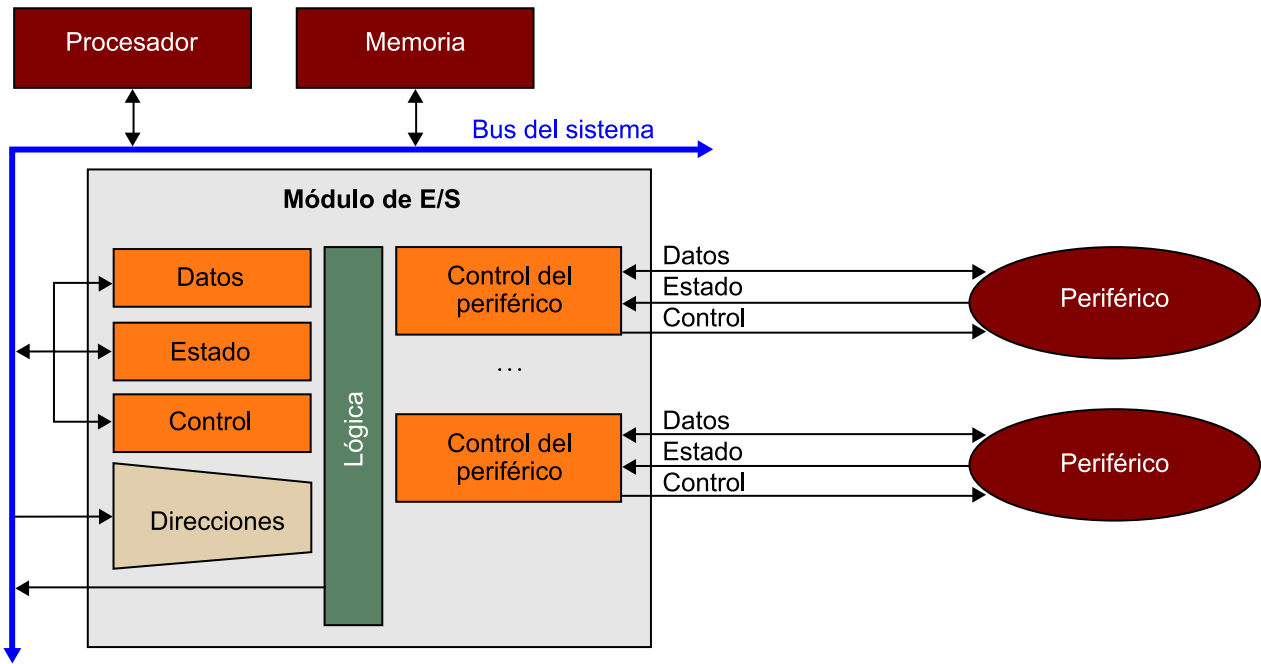 Procesador
Memoria
Bus del sistema
Módulo de E/S
Datos
Estado
Control
Direcciones
Lógica
Control del
periférico
...
Control del
periférico
Datos
Estado
Control
Periférico
Datos
Estado
Control
Periférico